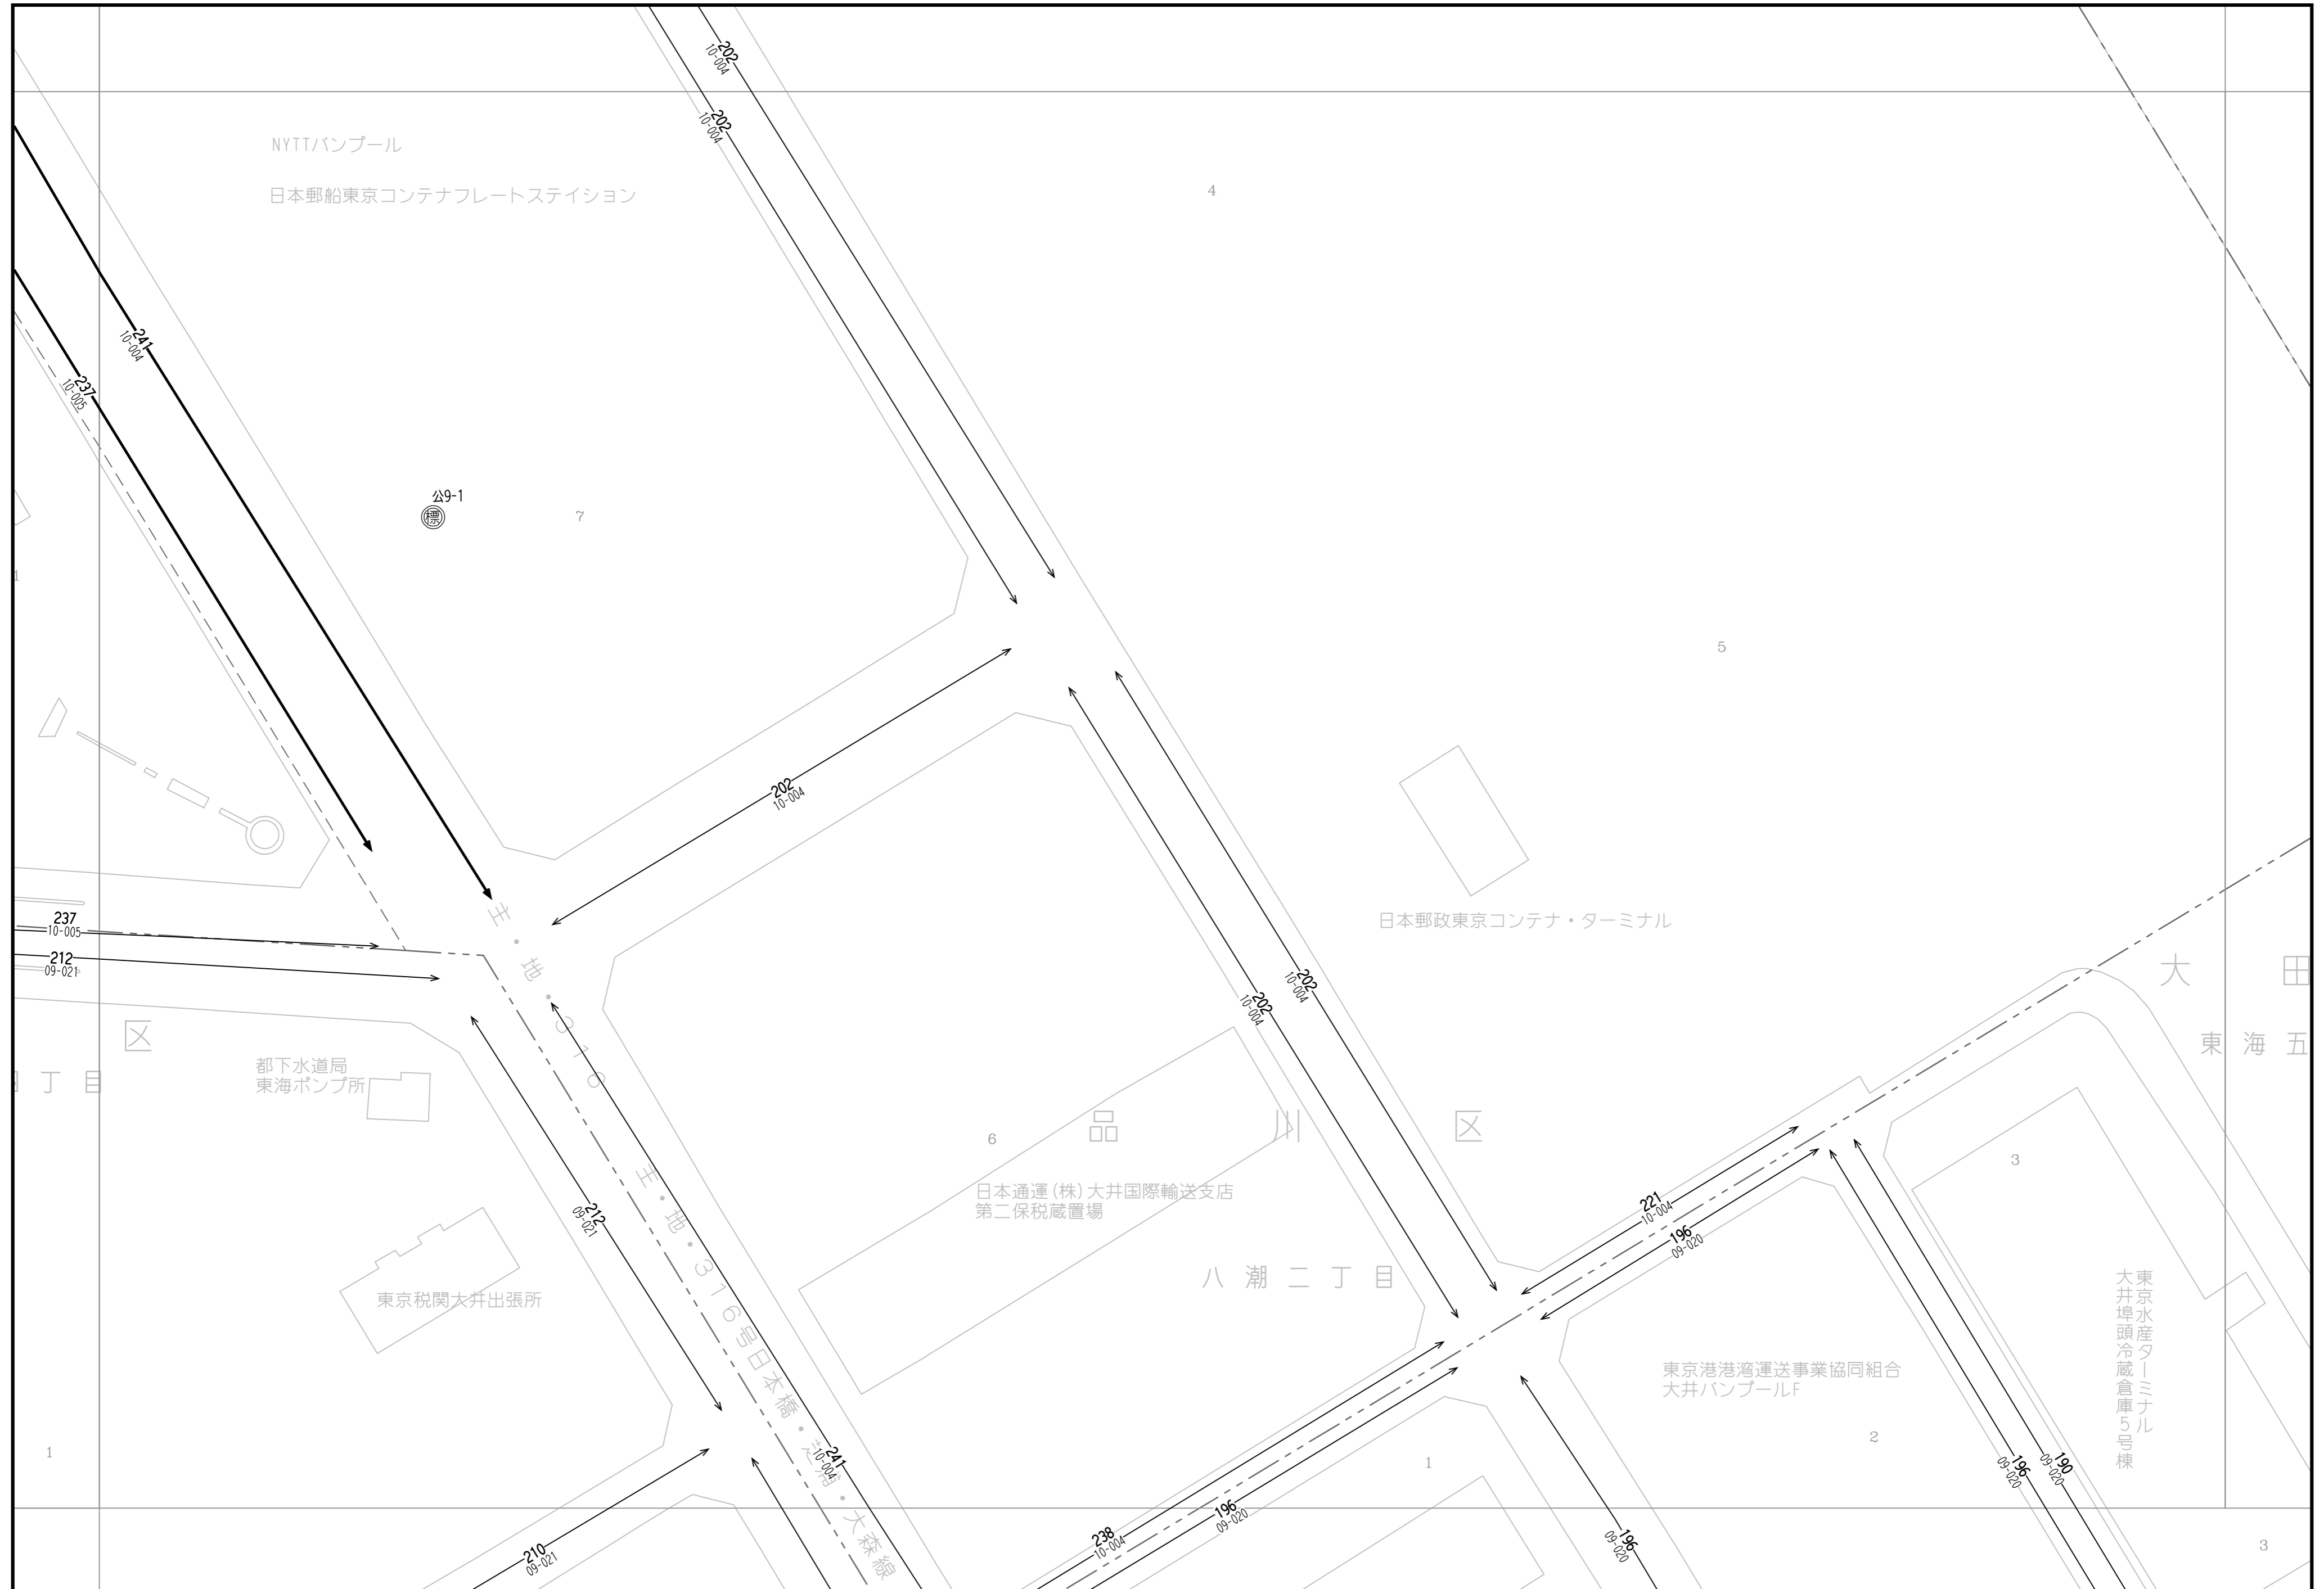 202
10-004
202
10-004
NYTTバンプール
日本郵船東京コンテナフレートステイション
4
241
10-004
237
10-005
公9-1
標
7
1
5
202
10-004
主・地・316
日本郵政東京コンテナ・ターミナル
237
10-005
212
09-021
大田
東海五
202
10-004
202
10-004
区
丁目
都下水道局
東海ポンプ所
6
品川区
3
日本通運(株)大井国際輸送支店
第二保税蔵置場
212
09-021
221
10-004
196
09-020
八潮二丁目
東京税関大井出張所
主・地・316号日本橋・芝浦・大森線
東京水産ターミナル
大井埠頭冷蔵倉庫5号棟
東京港港湾運送事業協同組合
大井バンプールF
1
241
10-004
1
2
196
09-020
190
09-020
210
09-021
238
10-004
196
09-020
196
09-020
3